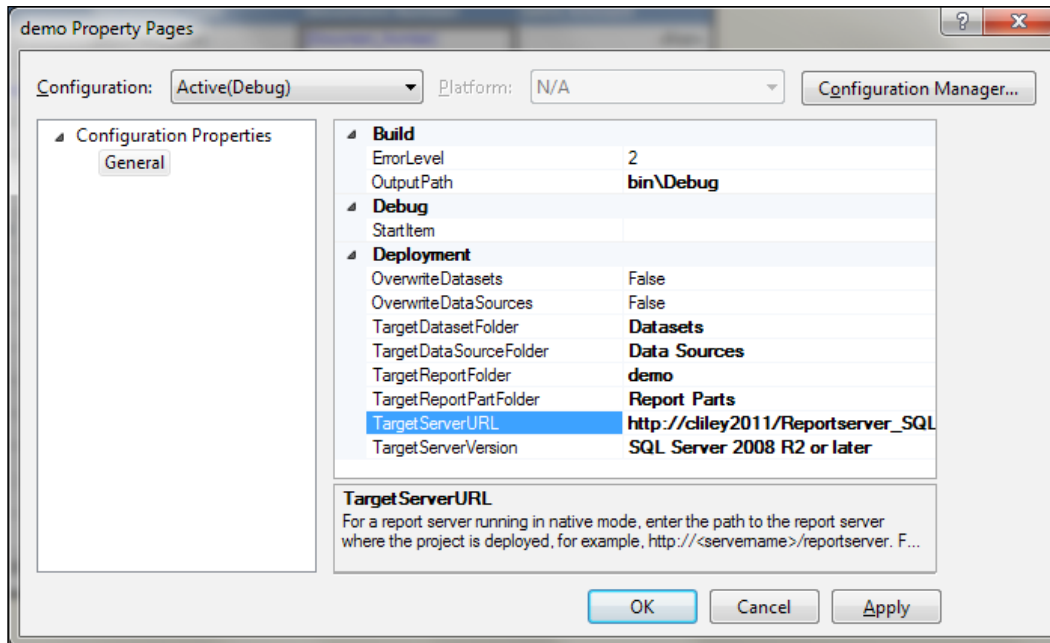 demo Property Pages
?
Configuration: Active(Debug) Platform: N/A Configuration Manager...
Configuration Properties
General
Build
ErrorLevel 2
OutputPath bin\Debug
Debug
StartItem
Deployment
OverwriteDatasets False
OverwriteDataSources False
TargetDatasetFolder Datasets
TargetDataSourceFolder Data Sources
TargetReportFolder demo
TargetReportPartFolder Report Parts
TargetServerURL http://cliley2011/Reportserver_SQL
TargetServerVersion SQL Server 2008 R2 or later
TargetServerURL
For a report server running in native mode, enter the path to the report server
where the project is deployed, for example, http://<servername>/reportserver. F...
OK Cancel Apply